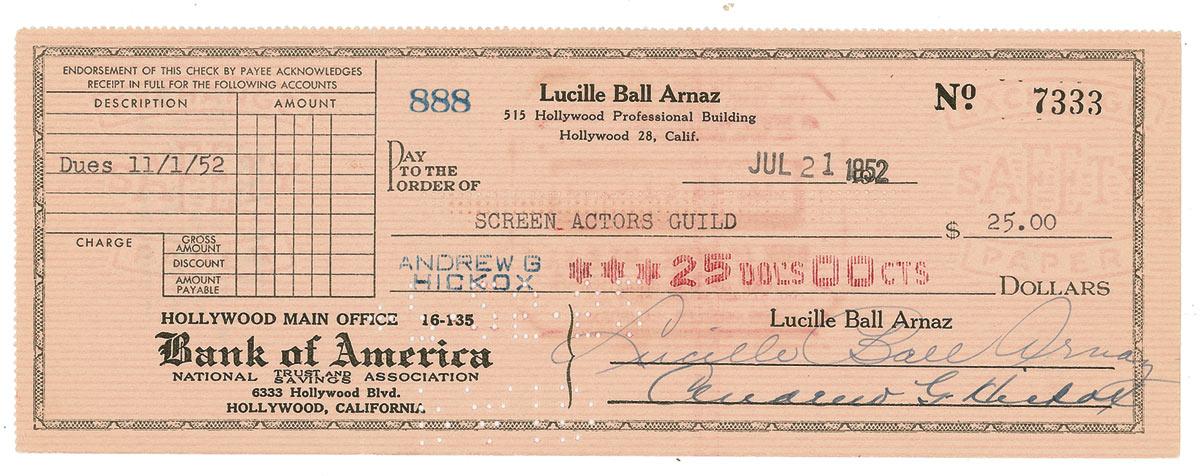 ENDORSEMENT OF THIS CHECK BY PAYEE ACKNOWLEDGES
RECEIPT IN FULL FOR THE FOLLOWING ACCOUNTS
DESCRIPTION AMOUNT
Dues 11/1/52
CHARGE
GROSS AMOUNT
DISCOUNT
AMOUNT PAYABLE
888
Lucille Ball Arnaz
515 Hollywood Professional Building
Hollywood 28, Calif.
Nº 7333
PAY
TO THE
ORDER OF
JUL 21 1952
SCREEN ACTORS GUILD $ 25.00
ANDREW G
HICKOX
***25 DOL'S 00 CTS DOLLARS
HOLLYWOOD MAIN OFFICE 16-135
Bank of America
NATIONAL TRUST AND SAVINGS ASSOCIATION
6333 Hollywood Blvd.
HOLLYWOOD, CALIFORNIA
Lucille Ball Arnaz
Lucille Ball Arnaz
Andrew G Hickox
SAFETY
PAPER